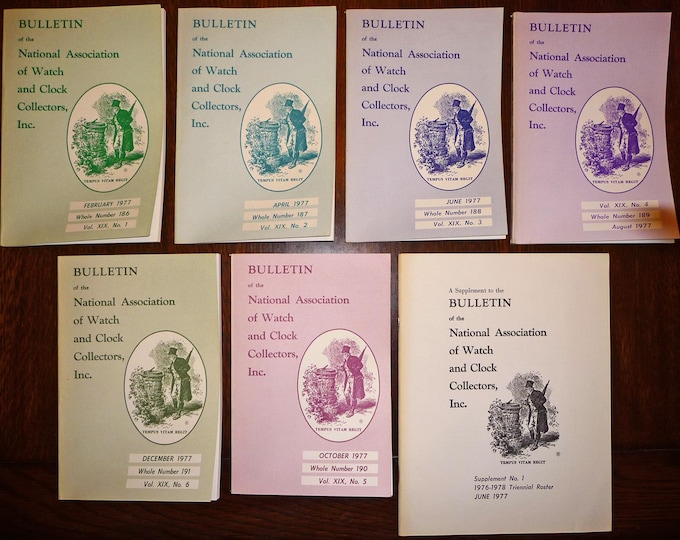 BULLETIN
of the
National Association
of Watch
and Clock
Collectors,
Inc.
TEMPUS VITAM REGIT
FEBRUARY 1977
Whole Number 186
Vol. XIX, No. 1
BULLETIN
of the
National Association
of Watch
and Clock
Collectors,
Inc.
TEMPUS VITAM REGIT
APRIL 1977
Whole Number 187
Vol. XIX, No. 2
BULLETIN
of the
National Association
of Watch
and Clock
Collectors,
Inc.
TEMPUS VITAM REGIT
JUNE 1977
Whole Number 188
Vol. XIX, No. 3
BULLETIN
of the
National Association
of Watch
and Clock
Collectors,
Inc.
TEMPUS VITAM REGIT
Vol. XIX, No. 4
Whole Number 189
August 1977
BULLETIN
of the
National Association
of Watch
and Clock
Collectors,
Inc.
TEMPUS VITAM REGIT
DECEMBER 1977
Whole Number 191
Vol. XIX, No. 6
BULLETIN
of the
National Association
of Watch
and Clock
Collectors,
Inc.
TEMPUS VITAM REGIT
OCTOBER 1977
Whole Number 190
Vol. XIX, No. 5
A Supplement to the
BULLETIN
of the
National Association
of Watch
and Clock
Collectors,
Inc.
TEMPUS VITAM REGIT
Supplement No. 1
1976-1978 Triennial Roster
JUNE 1977